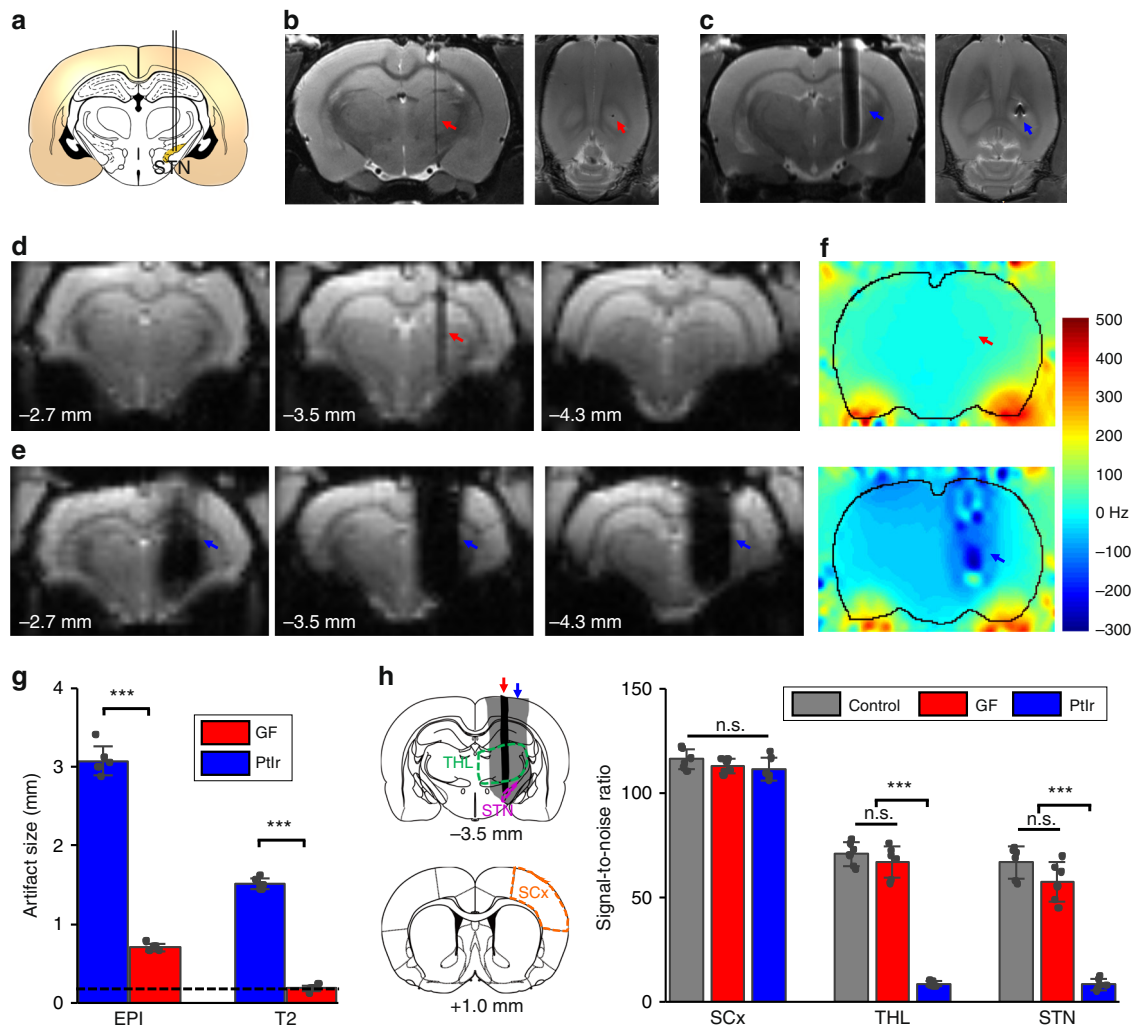 a
STN
b
c
d
–2.7 mm
–3.5 mm
–4.3 mm
e
–2.7 mm
–3.5 mm
–4.3 mm
f
500
400
300
200
100
0 Hz
–100
–200
–300
g
Artifact size (mm)
4
3
2
1
0
***
***
GF
PtIr
EPI
T2
h
THL
STN
–3.5 mm
SCx
+1.0 mm
Signal-to-noise ratio
150
100
50
0
Control
GF
PtIr
n.s.
n.s.
***
n.s.
***
SCx
THL
STN